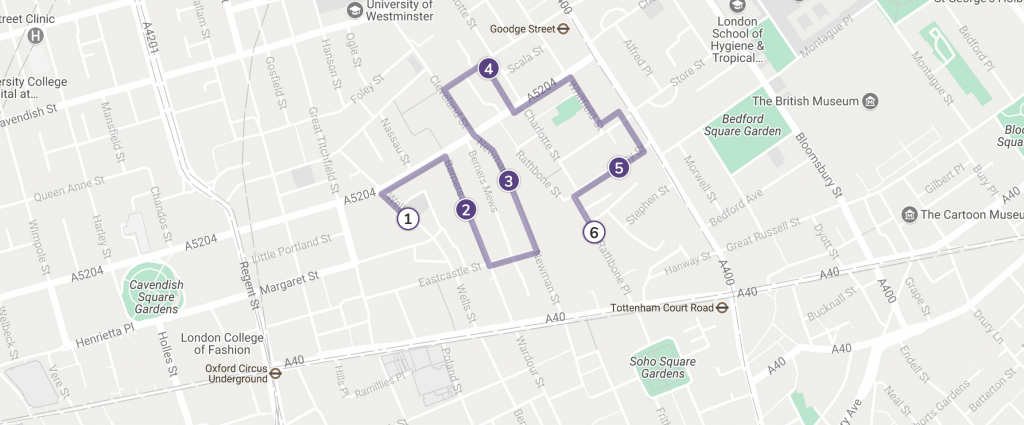 Street Clinic
H
University of
Westminster
Goodge Street
London
School of
Hygiene &
Tropical...
Montague Pl
A4201
Hanson St
Ogle St
Scala St
Alfred Pl
Store St
Bedford Pl
Montague St
ersity College
ital at...
avendish St
Gosfield St
Foley St
4
A5204
Cleveland St
The British Museum
Mansfield St
Great Titchfield St
Nassau St
Charlotte St
Bedford
Square Garden
Bloomsbury St
Queen Anne St
Berners Mews
3
Rathbone St
5
Morwell St
Gilbert Pl
A5204
1
2
6
Stephen St
Bedford Ave
The Cartoon Museu
Wimpole St
Harley St
Chandos St
Little Portland St
Great Russell St
Dyott St
A5204
Regent St
Margaret St
Eastcastle St
Wells St
Newman St
Rathbone Pl
Hanway St
A400
A40
A400
Cavendish
Square
Gardens
Tottenham Court Road
A40
Bucknall St
Grape St
Drury Ln
Welbeck St
Henrietta Pl
Holles St
London College
of Fashion
A40
A40
Oxford Circus
Underground
Vere St
Hills Pl
Ramillies Pl
Poland St
Wardour St
Soho Square
Gardens
A40
Endell St
Betterton St
Neal St
horts Gardens